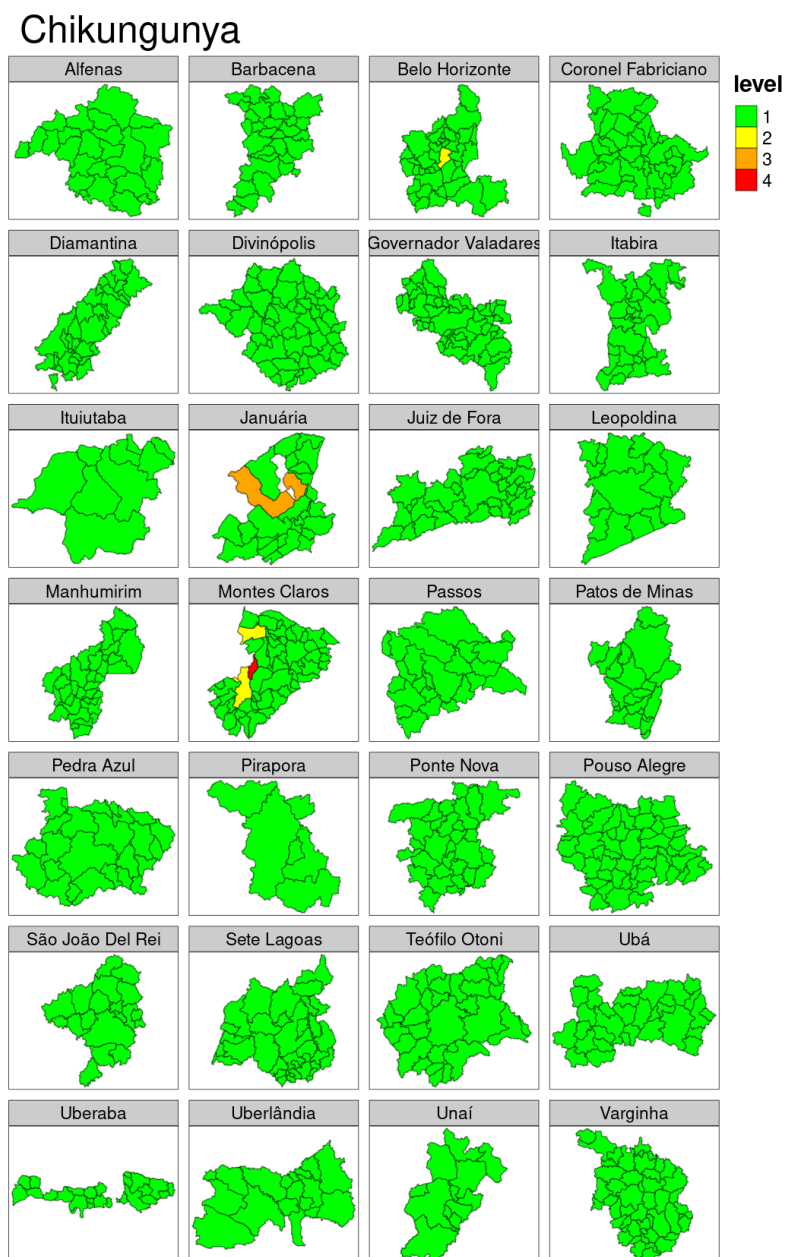 Chikungunya
Alfenas
Barbacena
Belo Horizonte
Coronel Fabriciano
level
1
2
3
4
Diamantina
Divinópolis
Governador Valadares
Itabira
Ituiutaba
Januária
Juiz de Fora
Leopoldina
Manhumirim
Montes Claros
Passos
Patos de Minas
Pedra Azul
Pirapora
Ponte Nova
Pouso Alegre
São João Del Rei
Sete Lagoas
Teófilo Otoni
Ubá
Uberaba
Uberlândia
Unaí
Varginha